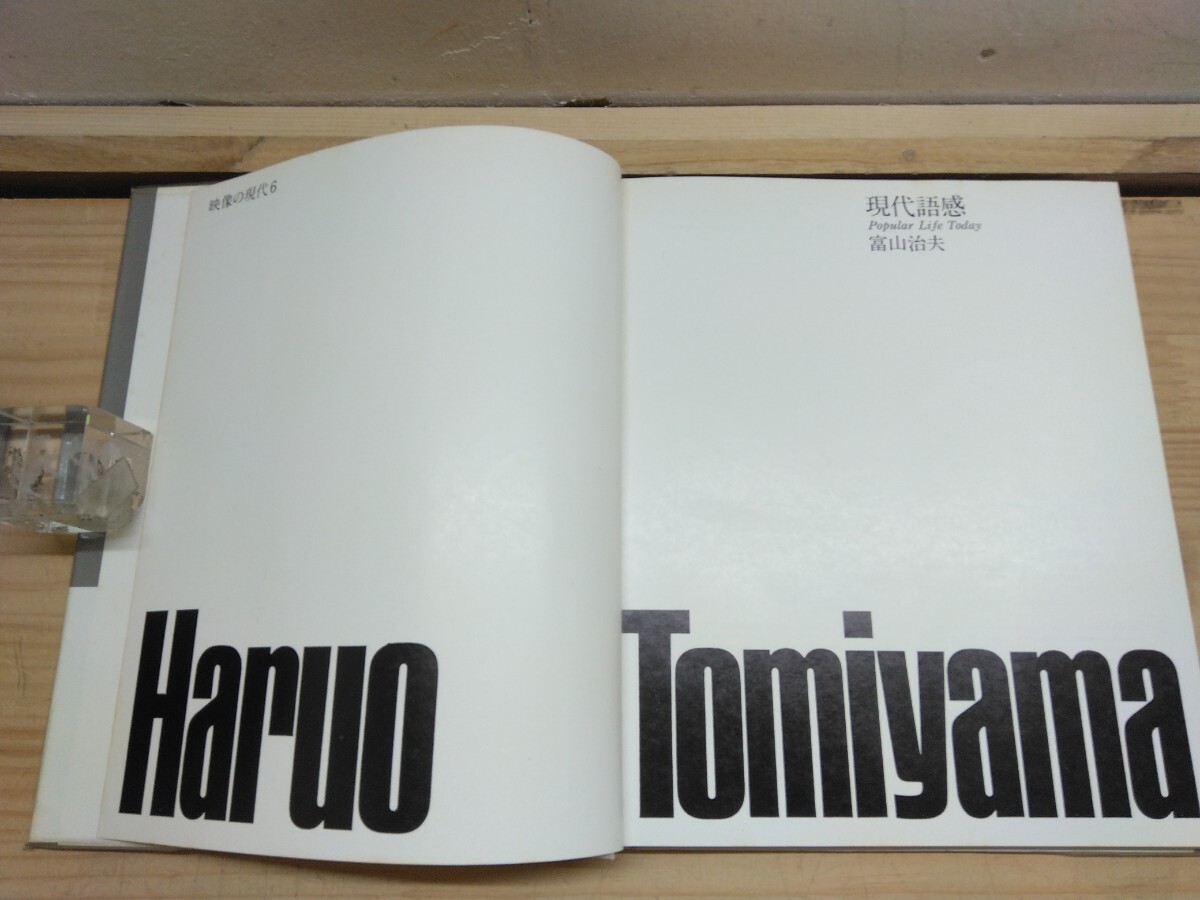 映像の現代6
現代語感
Popular Life Today
富山治夫
Haruo Tomiyama